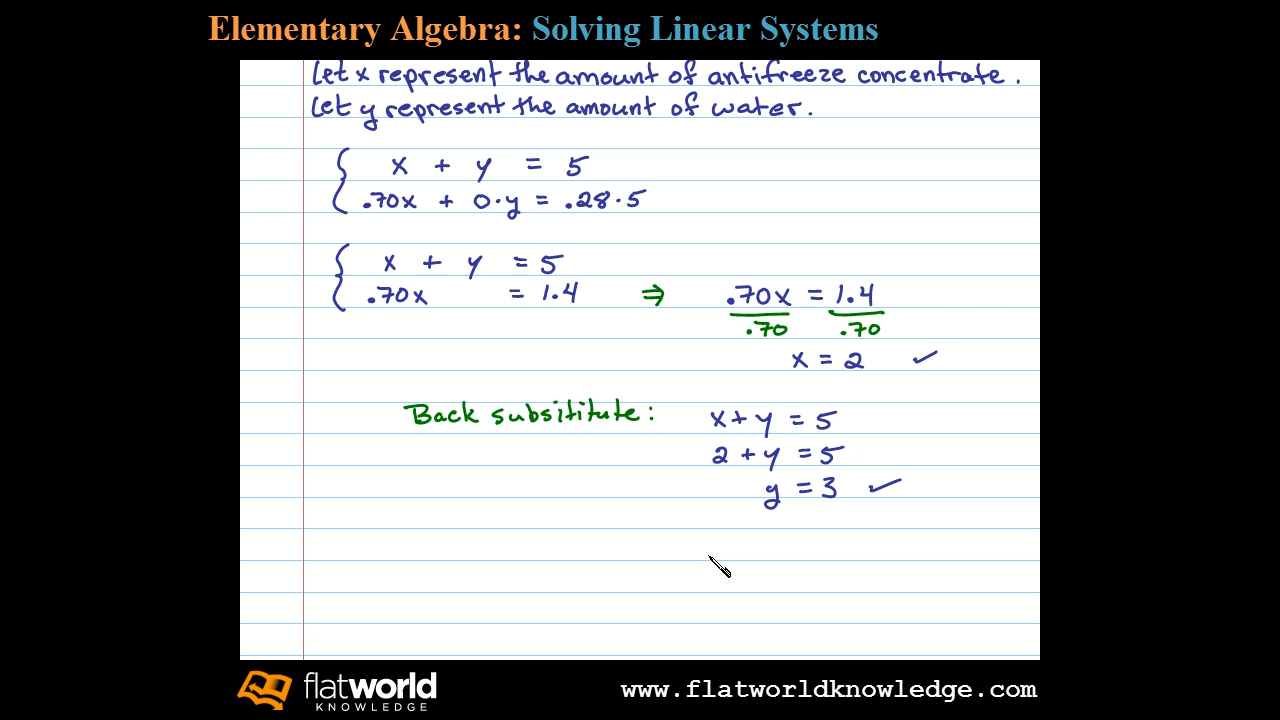 Elementary Algebra: Solving Linear Systems
Let x represent the amount of antifreeze concentrate.
Let y represent the amount of water.
x + y = 5
.70x + 0·y = .28·5
x + y = 5
.70x = 1.4 ⇒ .70x = 1.4
.70 .70
x = 2 ✓
Back subsititute: x + y = 5
2 + y = 5
y = 3 ✓
flatworld
KNOWLEDGE
www.flatworldknowledge.com